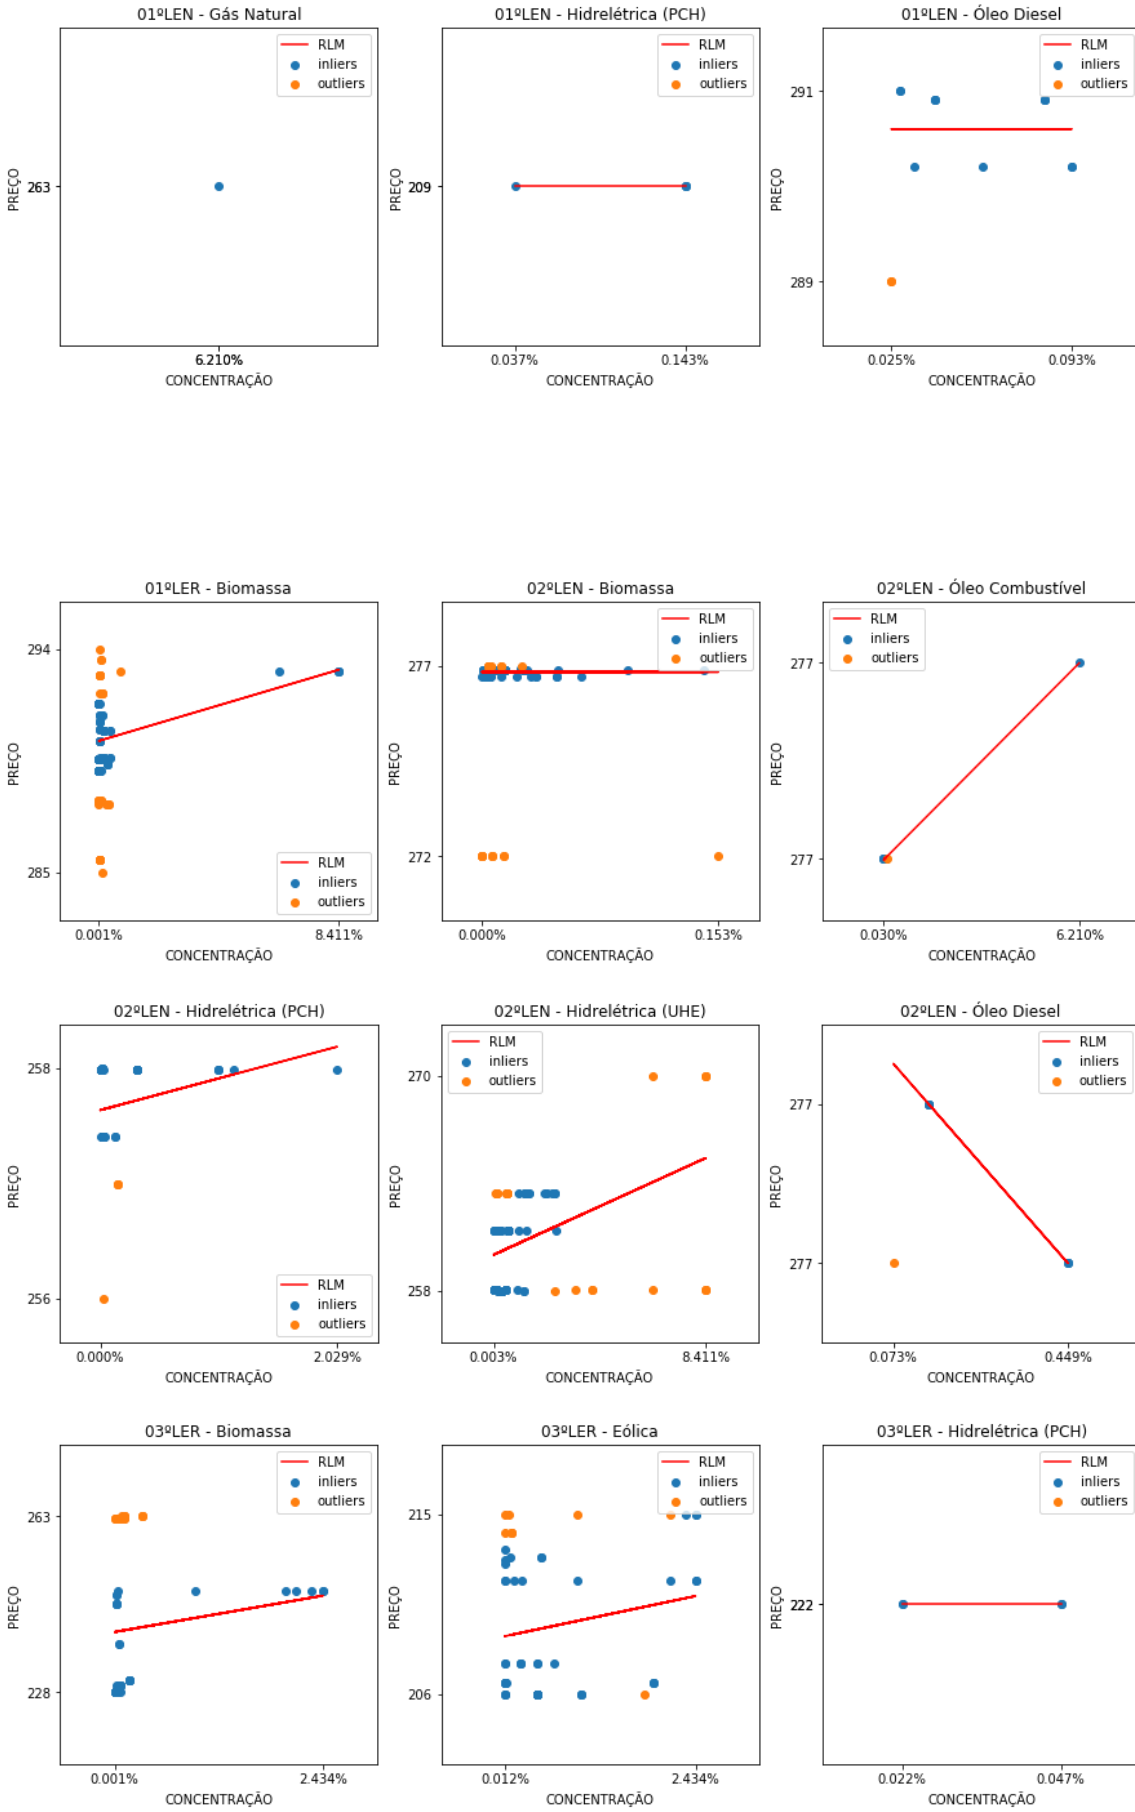 01ºLEN - Gás Natural
RLM
inliers
outliers
PREÇO
263
6.210%
CONCENTRAÇÃO
01ºLEN - Hidrelétrica (PCH)
RLM
inliers
outliers
PREÇO
209
0.037%
0.143%
CONCENTRAÇÃO
01ºLEN - Óleo Diesel
RLM
inliers
outliers
PREÇO
291
289
0.025%
0.093%
CONCENTRAÇÃO
01ºLER - Biomassa
PREÇO
294
285
RLM
inliers
outliers
0.001%
8.411%
CONCENTRAÇÃO
02ºLEN - Biomassa
RLM
inliers
outliers
PREÇO
277
272
0.000%
0.153%
CONCENTRAÇÃO
02ºLEN - Óleo Combustível
RLM
inliers
outliers
PREÇO
277
277
0.030%
6.210%
CONCENTRAÇÃO
02ºLEN - Hidrelétrica (PCH)
PREÇO
258
256
RLM
inliers
outliers
0.000%
2.029%
CONCENTRAÇÃO
02ºLEN - Hidrelétrica (UHE)
RLM
inliers
outliers
PREÇO
270
258
0.003%
8.411%
CONCENTRAÇÃO
02ºLEN - Óleo Diesel
RLM
inliers
outliers
PREÇO
277
277
0.073%
0.449%
CONCENTRAÇÃO
03ºLER - Biomassa
RLM
inliers
outliers
PREÇO
263
228
0.001%
2.434%
CONCENTRAÇÃO
03ºLER - Eólica
RLM
inliers
outliers
PREÇO
215
206
0.012%
2.434%
CONCENTRAÇÃO
03ºLER - Hidrelétrica (PCH)
RLM
inliers
outliers
PREÇO
222
0.022%
0.047%
CONCENTRAÇÃO